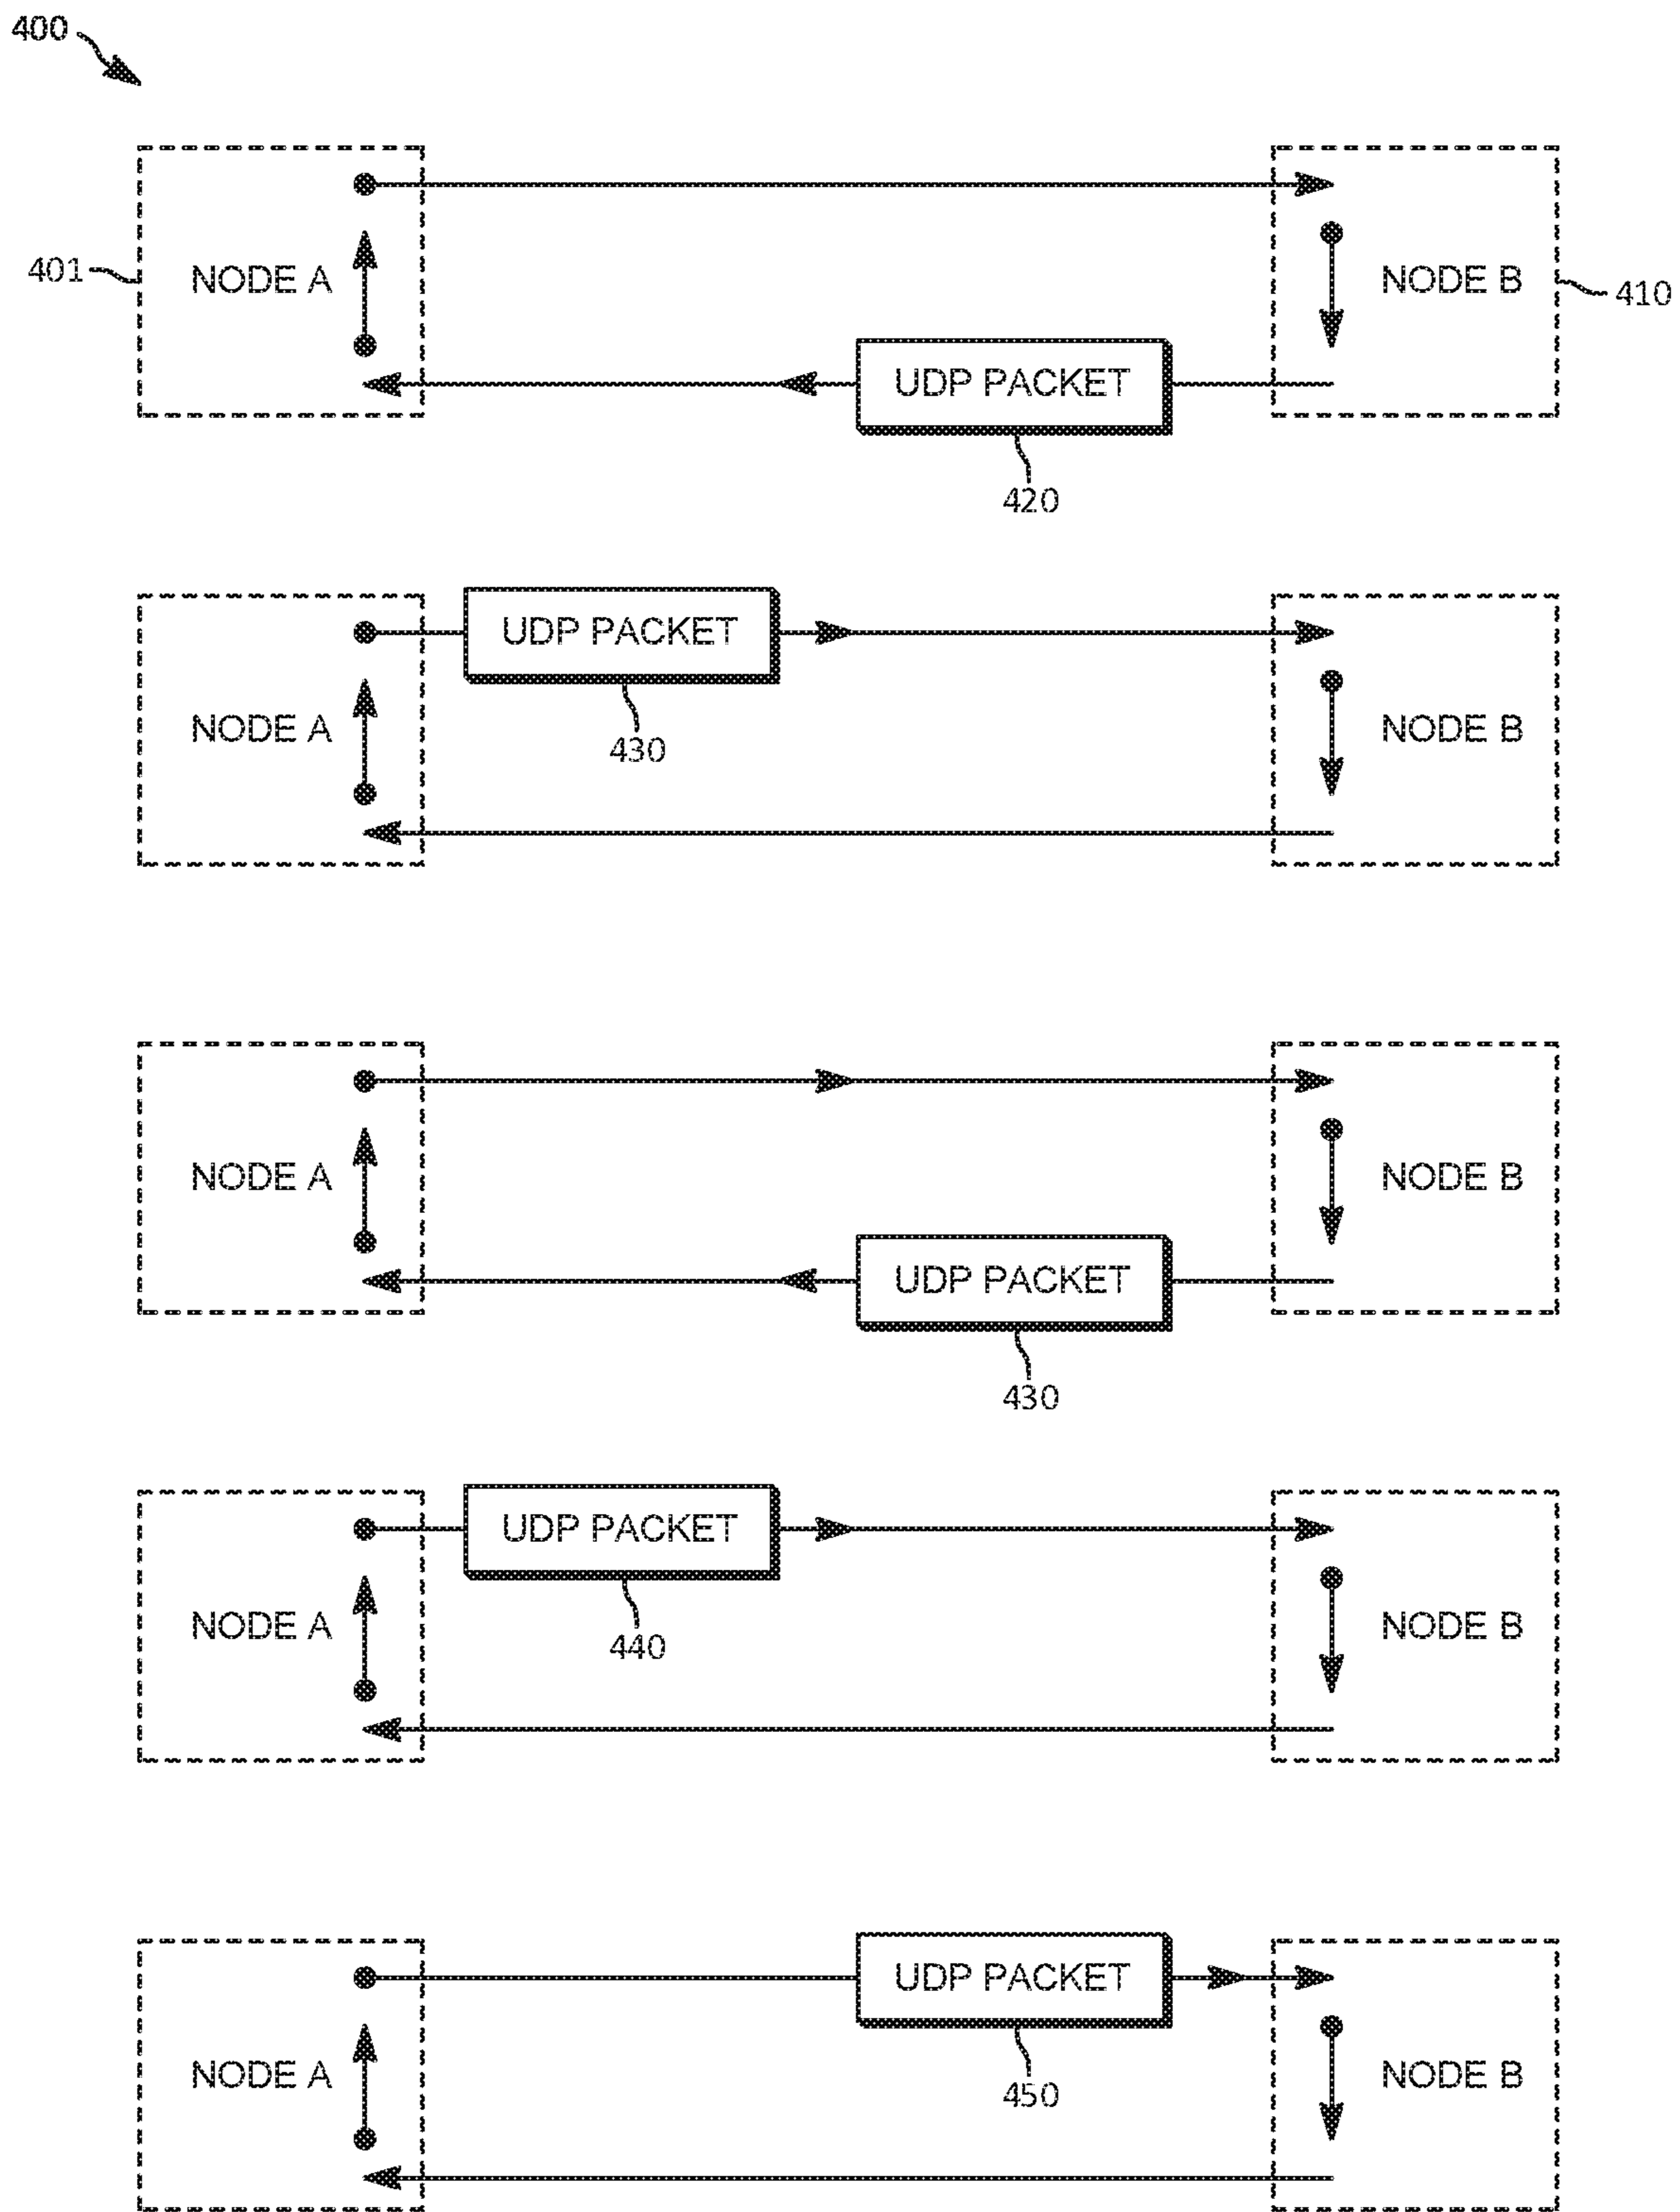 400
401
NODE A
NODE B
410
UDP PACKET
420
UDP PACKET
NODE A
430
NODE B
NODE A
NODE B
UDP PACKET
430
UDP PACKET
NODE A
440
NODE B
UDP PACKET
NODE A
450
NODE B